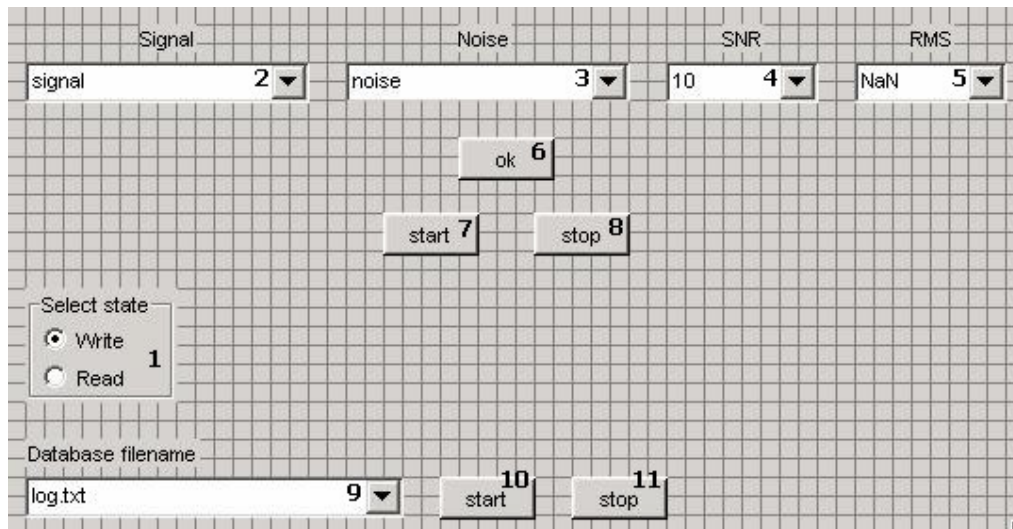 Signal Noise SNR RMS
signal 2 noise 3 10 4 NaN 5
ok 6
start 7 stop 8
Select state
Write
1
Read
Database filename
log.txt 9 start 10 stop 11